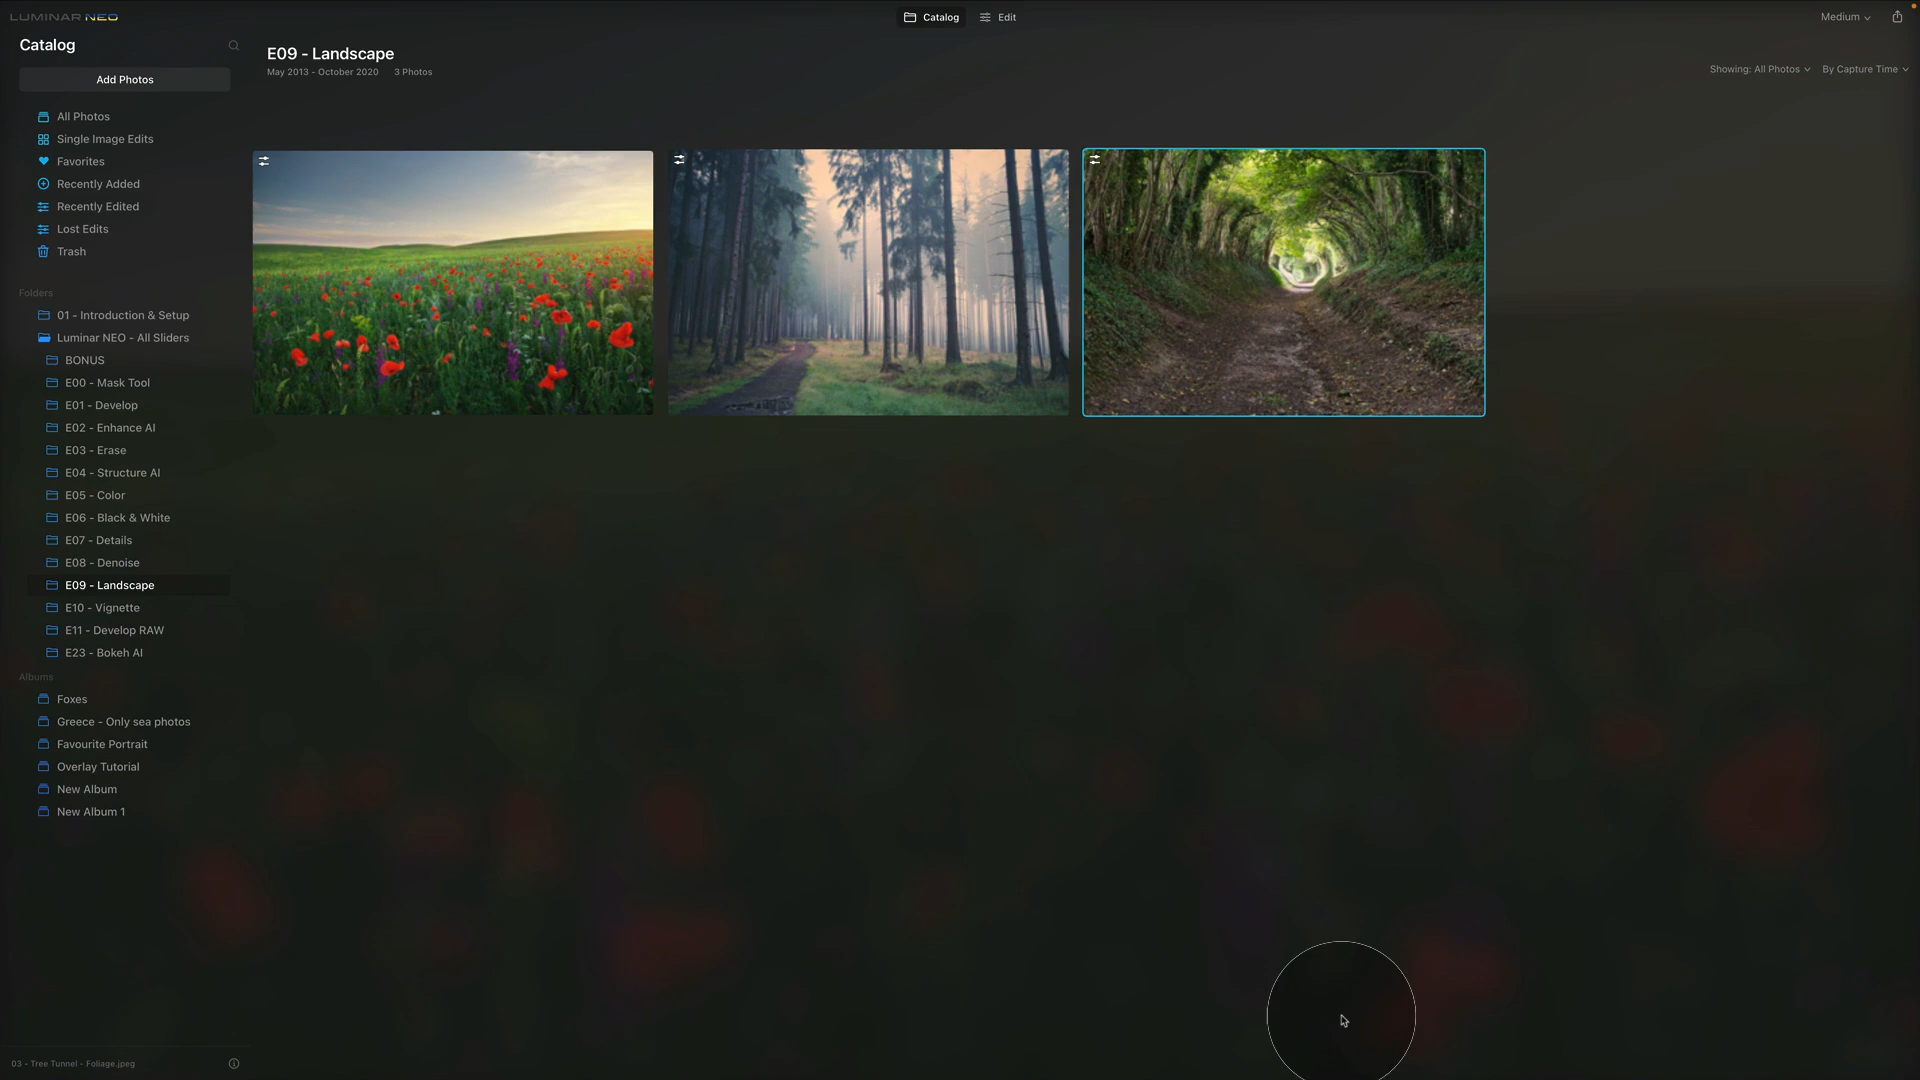 LUMINAR NEO
Catalog
Edit
Medium
Catalog
Add Photos
E09 - Landscape
May 2013 - October 2020 3 Photos
Showing: All Photos By Capture Time
All Photos
Single Image Edits
Favorites
Recently Added
Recently Edited
Lost Edits
Trash
Folders
01 - Introduction & Setup
Luminar NEO - All Sliders
BONUS
E00 - Mask Tool
E01 - Develop
E02 - Enhance AI
E03 - Erase
E04 - Structure AI
E05 - Color
E06 - Black & White
E07 - Details
E08 - Denoise
E09 - Landscape
E10 - Vignette
E11 - Develop RAW
E23 - Bokeh AI
Albums
Foxes
Greece - Only sea photos
Favourite Portrait
Overlay Tutorial
New Album
New Album 1
03 - Tree Tunnel - Foliage.jpeg